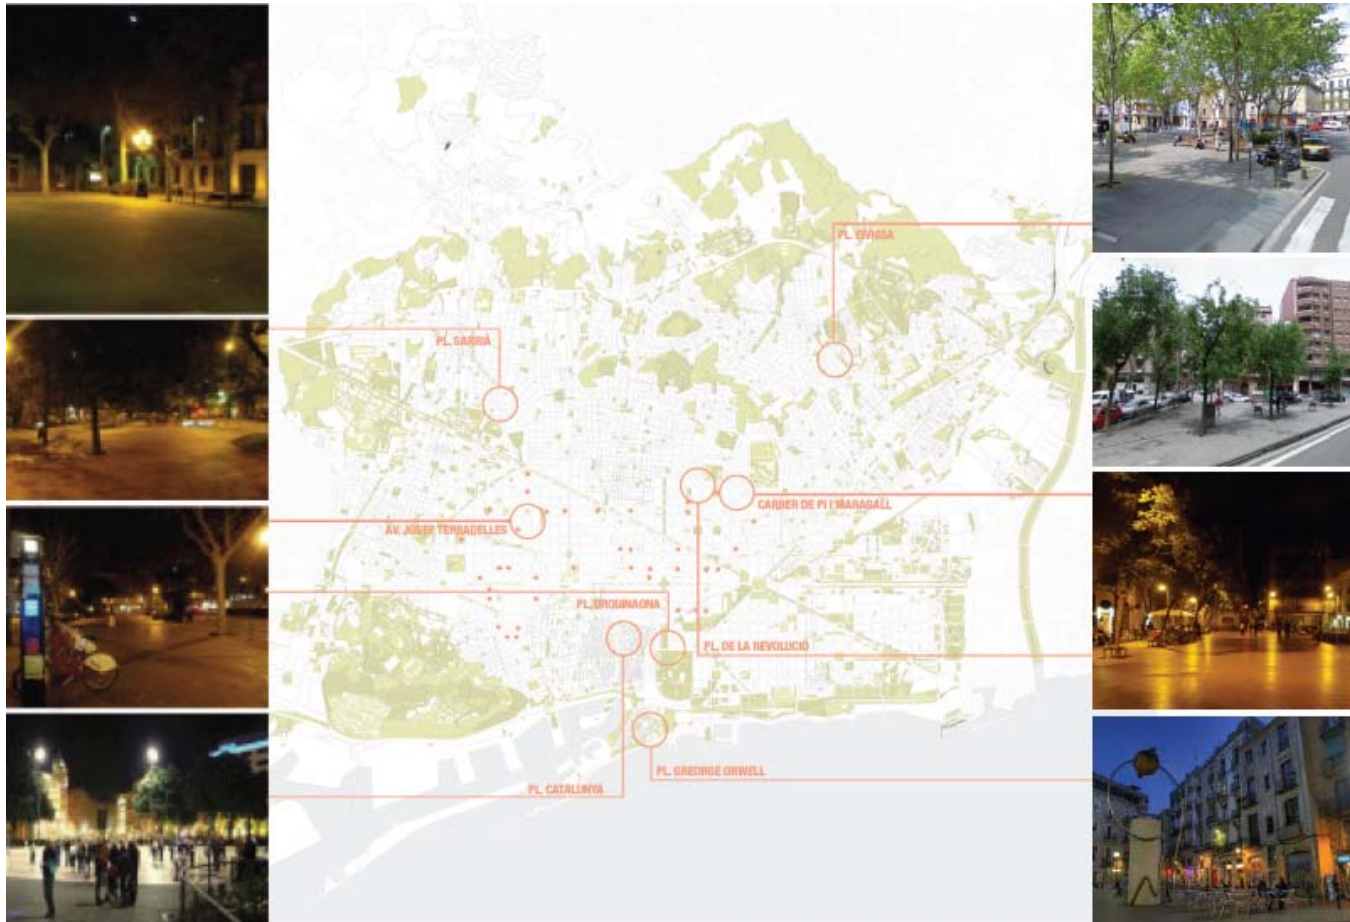 PL. EIVISSA
PL. SARRIÀ
CARRER DE PI I MARAGALL
AV. JOSEP TERRADELLES
PL. URQUINAONA
PL. DE LA REVOLUCIÓ
PL. GREORGE ORWELL
PL. CATALUNYA